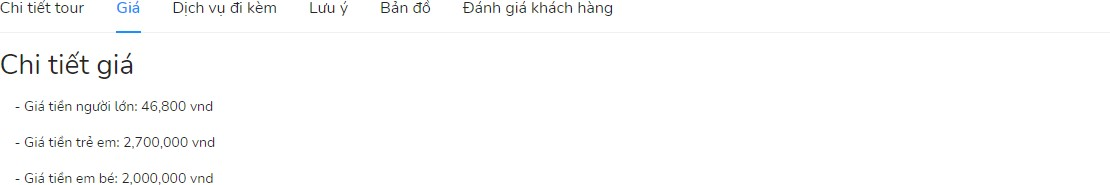 Chi tiết tour Giá Dịch vụ đi kèm Lưu ý Bản đồ Đánh giá khách hàng
Chi tiết giá
- Giá tiền người lớn: 46,800 vnd
- Giá tiền trẻ em: 2,700,000 vnd
- Giá tiền em bé: 2,000,000 vnd